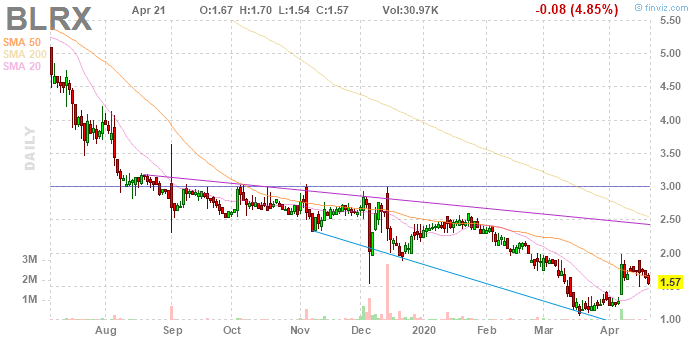 BLRX
Apr 21 O:1.67 H:1.70 L:1.54 C:1.57 Vol:30.97K -0.08 (4.85%)
© finviz.com
SMA 50
SMA 200
SMA 20
DAILY
5.50
5.00
4.50
4.00
3.50
3.00
2.50
2.00
1.57
1.00
3M
2M
1M
Aug Sep Oct Nov Dec 2020 Feb Mar Apr